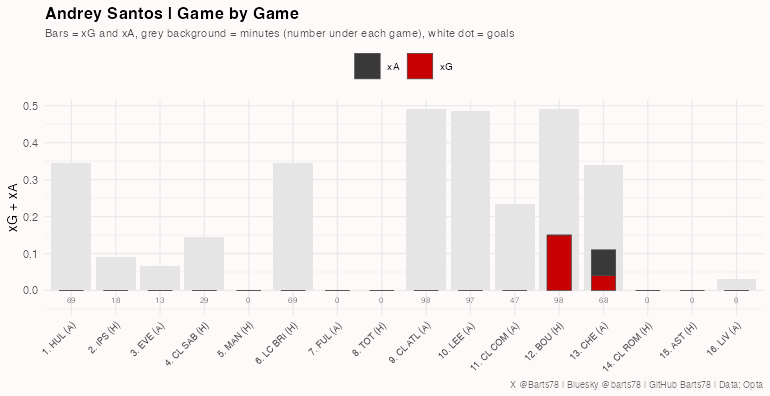 Andrey Santos | Game by Game
Bars = xG and xA, grey background = minutes (number under each game), white dot = goals
xA xG
xG + xA
0.5
0.4
0.3
0.2
0.1
0.0
69 18 13 29 0 69 0 0 98 97 47 98 68 0 0 6
1. HUL (A) 2. IPS (H) 3. EVE (A) 4. CL SAB (H) 5. MAN (H) 6. LC BRI (H) 7. FUL (A) 8. TOT (H) 9. CL ATL (A) 10. LEE (A) 11. CL COM (A) 12. BOU (H) 13. CHE (A) 14. CL ROM (H) 15. AST (H) 16. LIV (A)
X @Barts78 | Bluesky @barts78 | GitHub Barts78 | Data: Opta